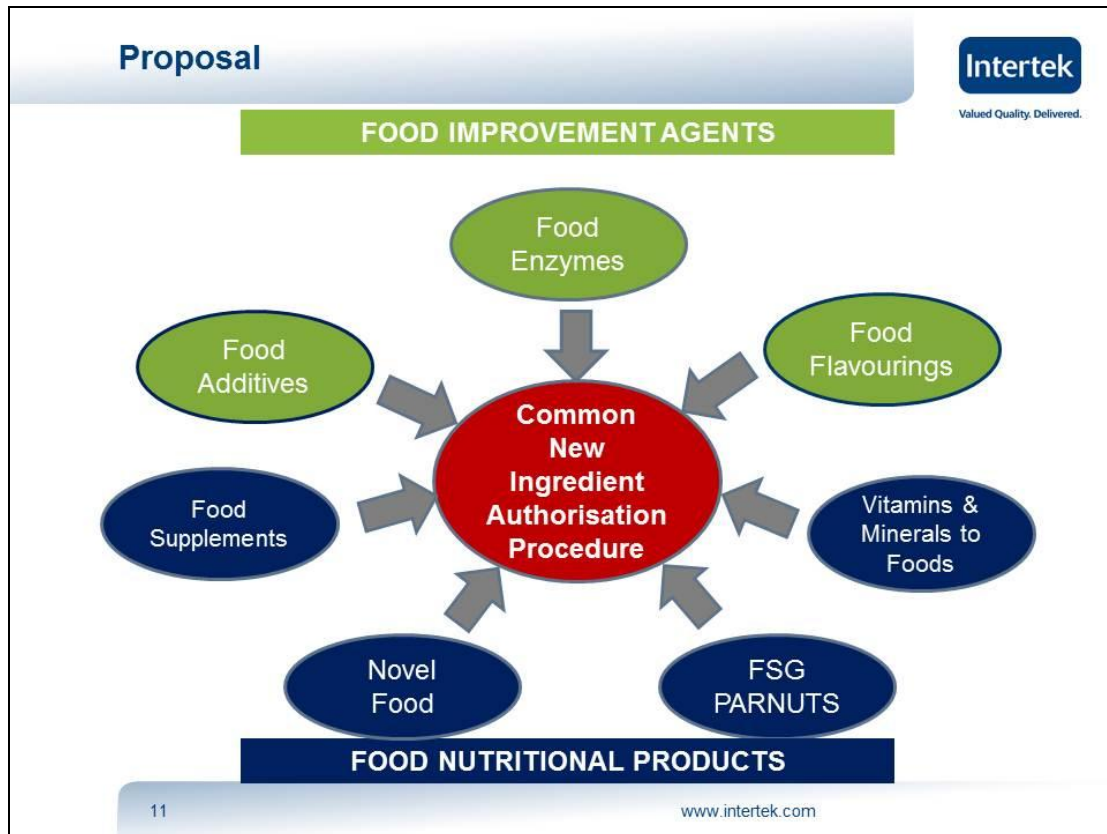 Proposal
Intertek
Valued Quality. Delivered.
FOOD IMPROVEMENT AGENTS
Food
Enzymes
Food
Additives
Food
Flavourings
Common
New
Ingredient
Authorisation
Procedure
Food
Supplements
Vitamins &
Minerals to
Foods
Novel
Food
FSG
PARNUTS
FOOD NUTRITIONAL PRODUCTS
11
www.intertek.com